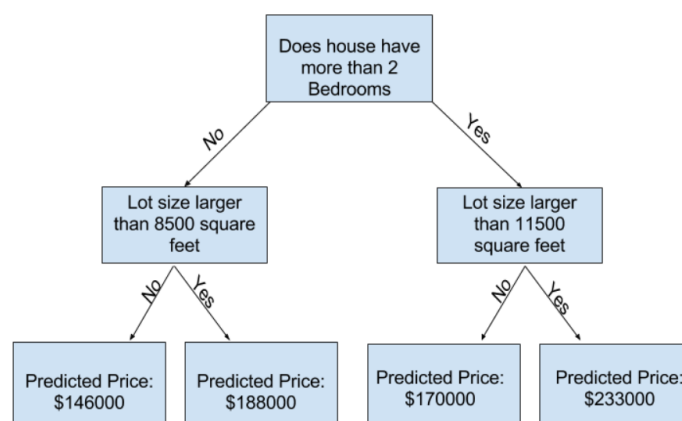 Does house have
more than 2
Bedrooms
No
Yes
Lot size larger
than 8500 square
feet
Lot size larger
than 11500
square feet
No
Yes
No
Yes
Predicted Price:
$146000
Predicted Price:
$188000
Predicted Price:
$170000
Predicted Price:
$233000